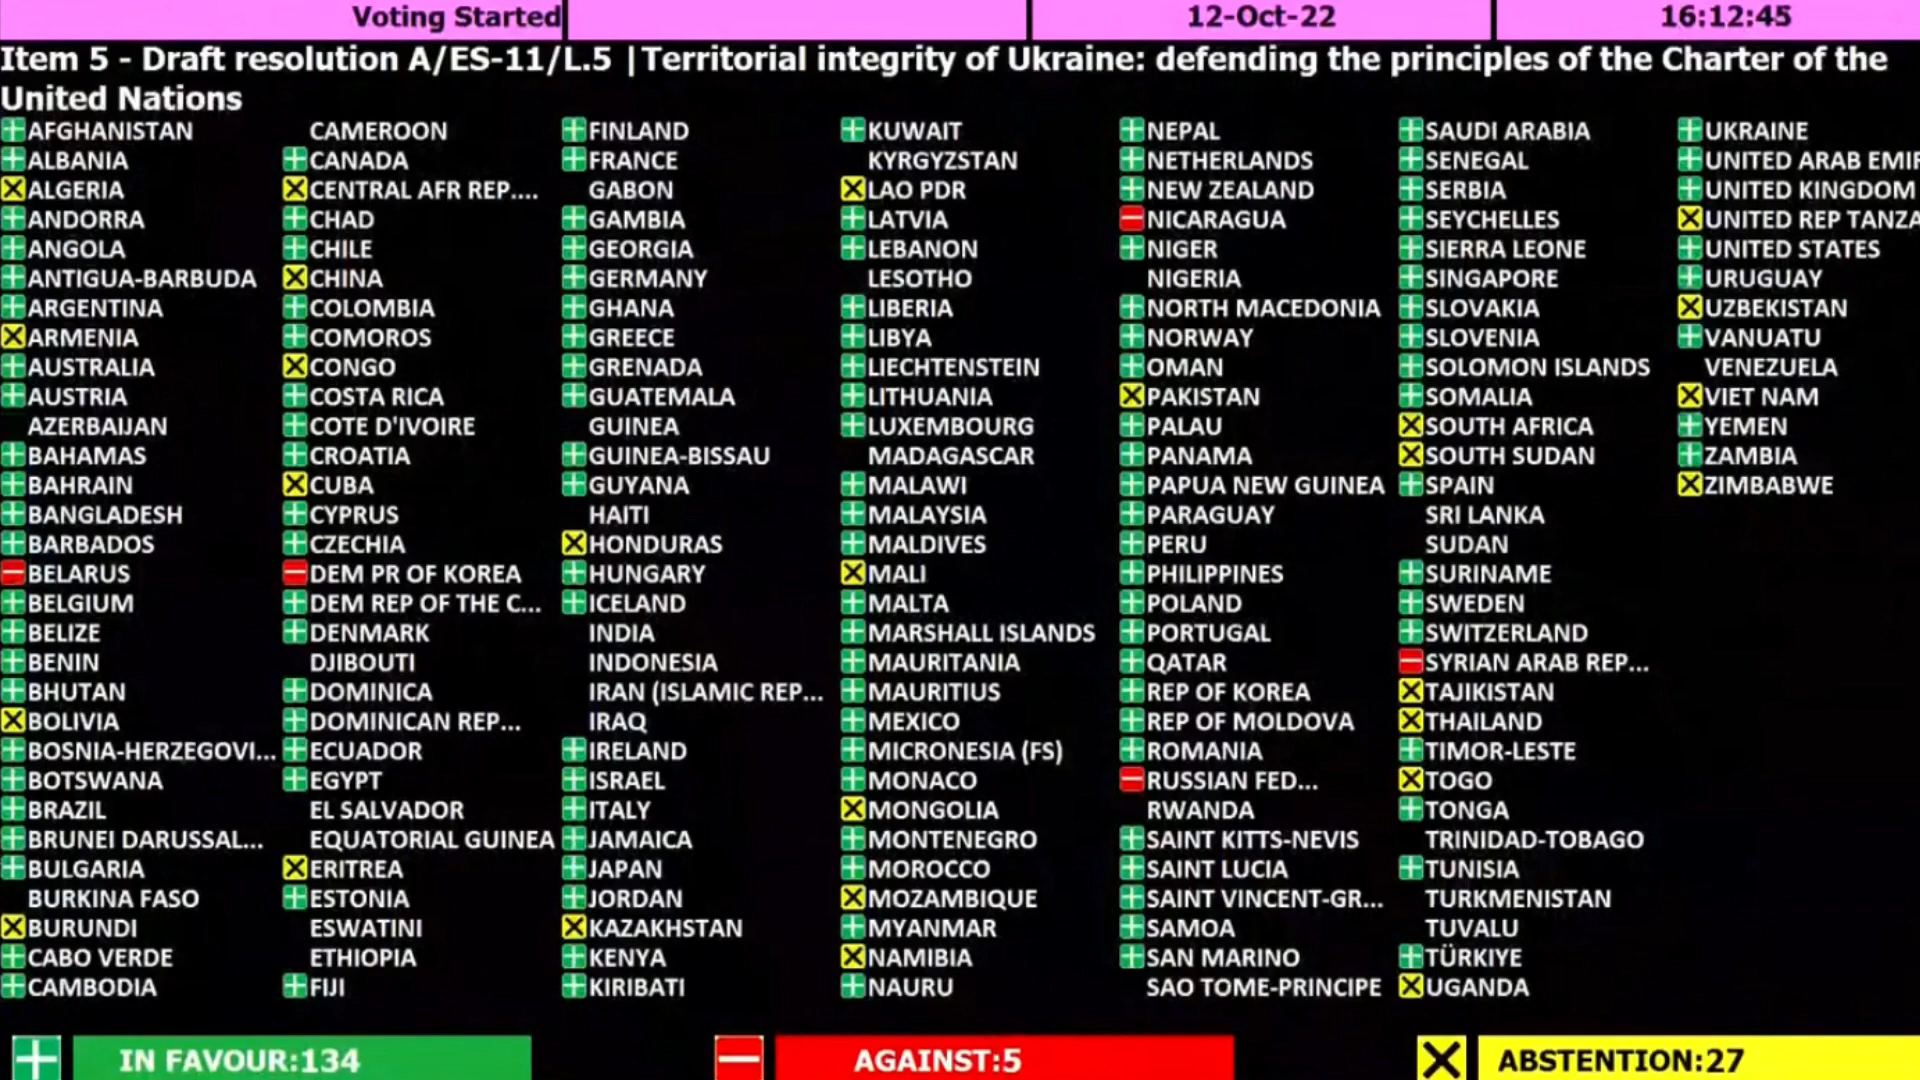 Voting Started 12-Oct-22 16:12:45
Item 5 - Draft resolution A/ES-11/L.5 | Territorial integrity of Ukraine: defending the principles of the Charter of the
United Nations
AFGHANISTAN CAMEROON FINLAND KUWAIT NEPAL SAUDI ARABIA UKRAINE
ALBANIA CANADA FRANCE KYRGYZSTAN NETHERLANDS SENEGAL UNITED ARAB EMIR
ALGERIA CENTRAL AFR REP.... GABON LAO PDR NEW ZEALAND SERBIA UNITED KINGDOM
ANDORRA CHAD GAMBIA LATVIA NICARAGUA SEYCHELLES UNITED REP TANZA
ANGOLA CHILE GEORGIA LEBANON NIGER SIERRA LEONE UNITED STATES
ANTIGUA-BARBUDA CHINA GERMANY LESOTHO NIGERIA SINGAPORE URUGUAY
ARGENTINA COLOMBIA GHANA LIBERIA NORTH MACEDONIA SLOVAKIA UZBEKISTAN
ARMENIA COMOROS GREECE LIBYA NORWAY SLOVENIA VANUATU
AUSTRALIA CONGO GRENADA LIECHTENSTEIN OMAN SOLOMON ISLANDS VENEZUELA
AUSTRIA COSTA RICA GUATEMALA LITHUANIA PAKISTAN SOMALIA VIET NAM
AZERBAIJAN COTE D'IVOIRE GUINEA LUXEMBOURG PALAU SOUTH AFRICA YEMEN
BAHAMAS CROATIA GUINEA-BISSAU MADAGASCAR PANAMA SOUTH SUDAN ZAMBIA
BAHRAIN CUBA GUYANA MALAWI PAPUA NEW GUINEA SPAIN ZIMBABWE
BANGLADESH CYPRUS HAITI MALAYSIA PARAGUAY SRI LANKA
BARBADOS CZECHIA HONDURAS MALDIVES PERU SUDAN
BELARUS DEM PR OF KOREA HUNGARY MALI PHILIPPINES SURINAME
BELGIUM DEM REP OF THE C... ICELAND MALTA POLAND SWEDEN
BELIZE DENMARK INDIA MARSHALL ISLANDS PORTUGAL SWITZERLAND
BENIN DJIBOUTI INDONESIA MAURITANIA QATAR SYRIAN ARAB REP...
BHUTAN DOMINICA IRAN (ISLAMIC REP... MAURITIUS REP OF KOREA TAJIKISTAN
BOLIVIA DOMINICAN REP... IRAQ MEXICO REP OF MOLDOVA THAILAND
BOSNIA-HERZEGOVI... ECUADOR IRELAND MICRONESIA (FS) ROMANIA TIMOR-LESTE
BOTSWANA EGYPT ISRAEL MONACO RUSSIAN FED... TOGO
BRAZIL EL SALVADOR ITALY MONGOLIA RWANDA TONGA
BRUNEI DARUSSAL... EQUATORIAL GUINEA JAMAICA MONTENEGRO SAINT KITTS-NEVIS TRINIDAD-TOBAGO
BULGARIA ERITREA JAPAN MOROCCO SAINT LUCIA TUNISIA
BURKINA FASO ESTONIA JORDAN MOZAMBIQUE SAINT VINCENT-GR... TURKMENISTAN
BURUNDI ESWATINI KAZAKHSTAN MYANMAR SAMOA TUVALU
CABO VERDE ETHIOPIA KENYA NAMIBIA SAN MARINO TÜRKIYE
CAMBODIA FIJI KIRIBATI NAURU SAO TOME-PRINCIPE UGANDA
IN FAVOUR:134 AGAINST:5 ABSTENTION:27